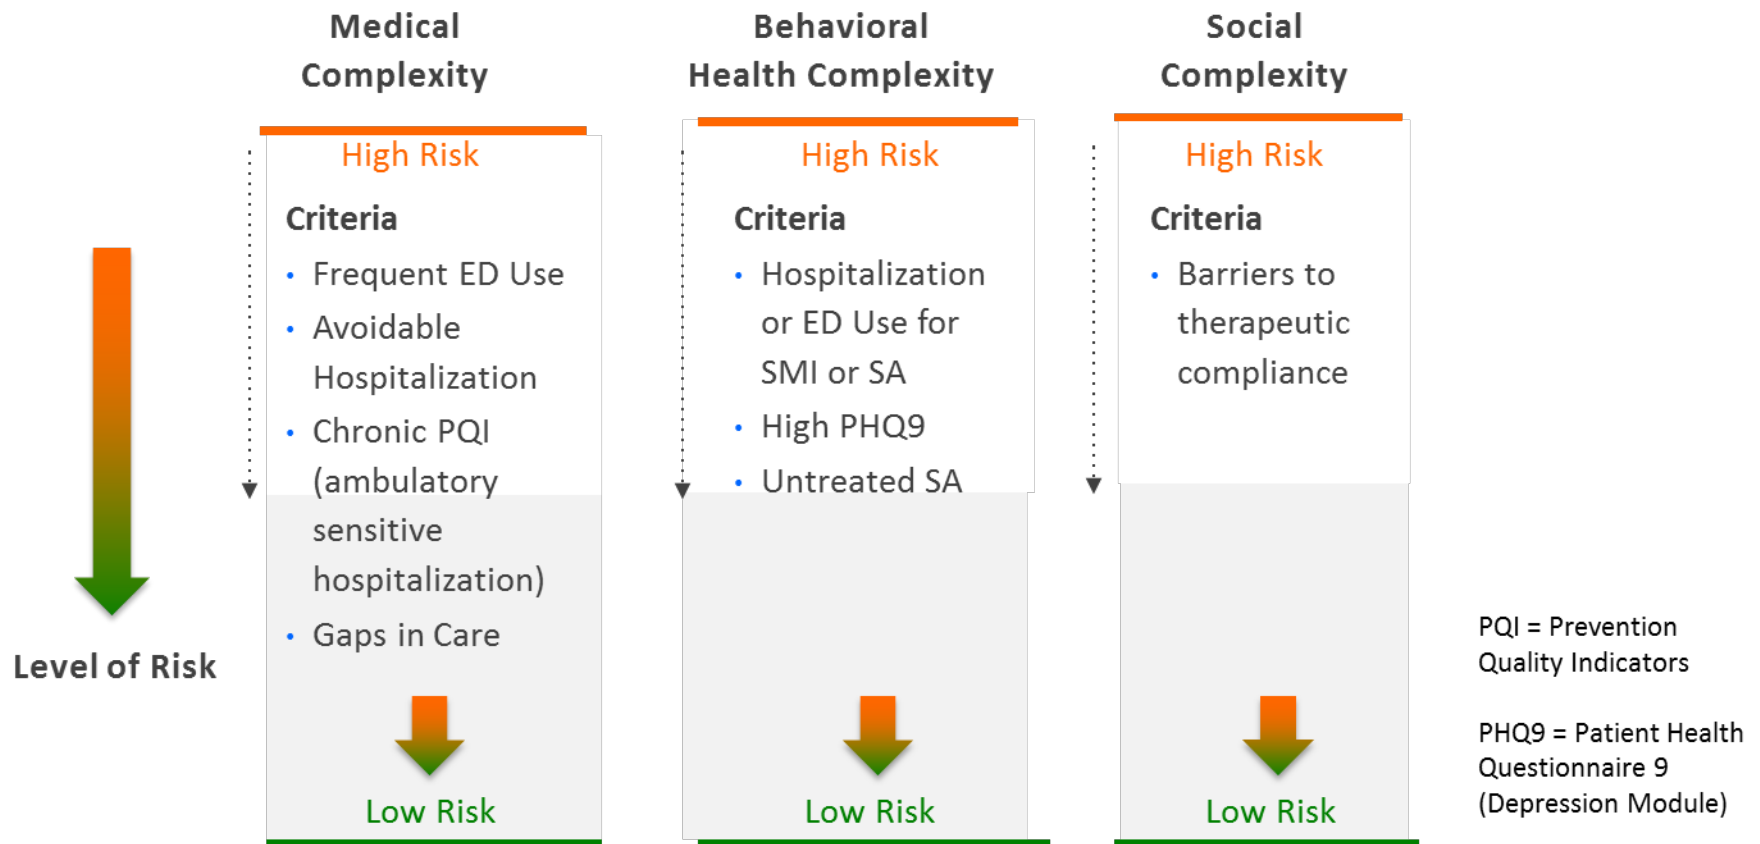 Medical
Complexity
High Risk
Criteria
• Frequent ED Use
• Avoidable
Hospitalization
• Chronic PQI
(ambulatory
sensitive
hospitalization)
• Gaps in Care
Low Risk
Behavioral
Health Complexity
High Risk
Criteria
• Hospitalization
or ED Use for
SMI or SA
• High PHQ9
• Untreated SA
Low Risk
Social
Complexity
High Risk
Criteria
• Barriers to
therapeutic
compliance
Low Risk
Level of Risk
PQI = Prevention
Quality Indicators
PHQ9 = Patient Health
Questionnaire 9
(Depression Module)